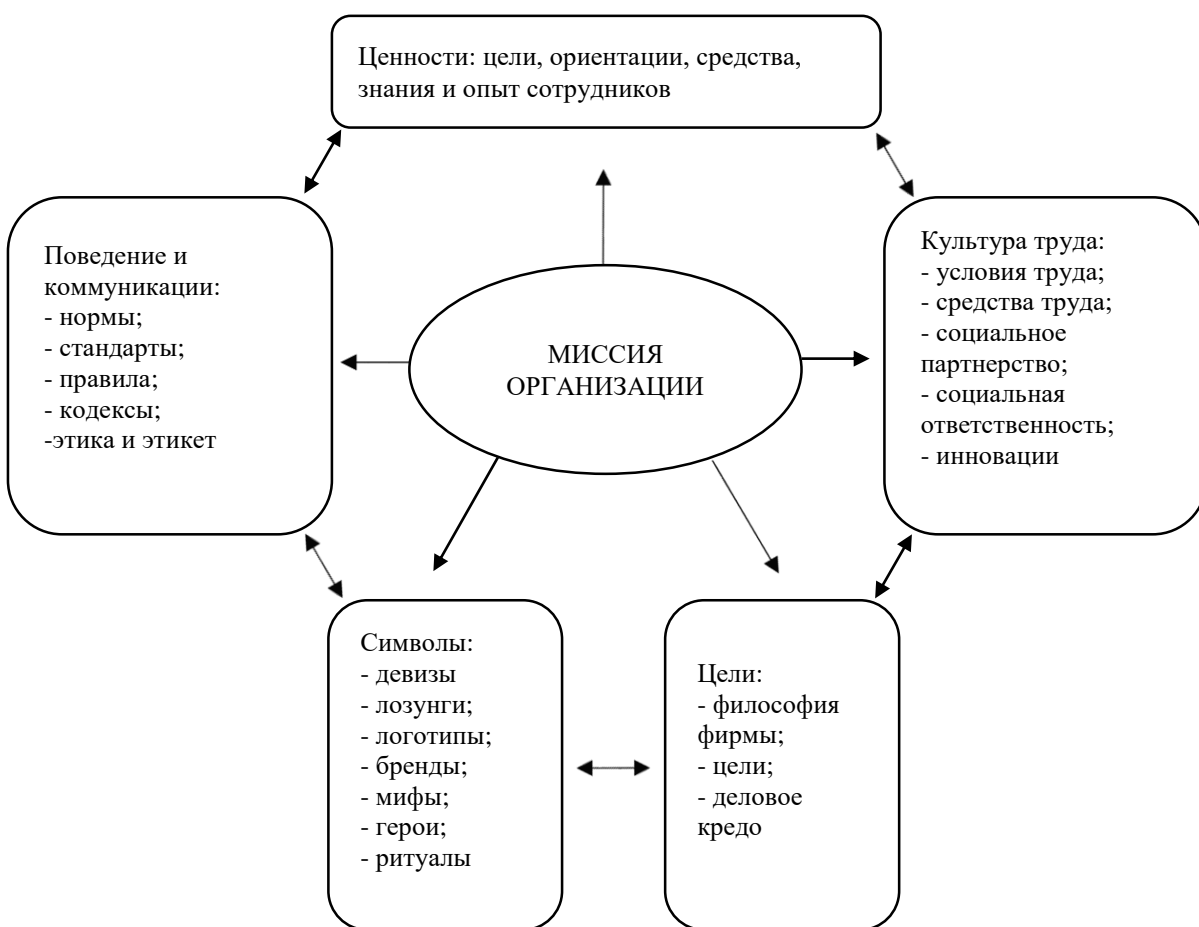 Ценности: цели, ориентации, средства,
знания и опыт сотрудников
Поведение и
коммуникации:
- нормы;
- стандарты;
- правила;
- кодексы;
-этика и этикет
МИССИЯ
ОРГАНИЗАЦИИ
Культура труда:
- условия труда;
- средства труда;
- социальное
партнерство;
- социальная
ответственность;
- инновации
Символы:
- девизы
- лозунги;
- логотипы;
- бренды;
- мифы;
- герои;
- ритуалы
Цели:
- философия
фирмы;
- цели;
- деловое
кредо